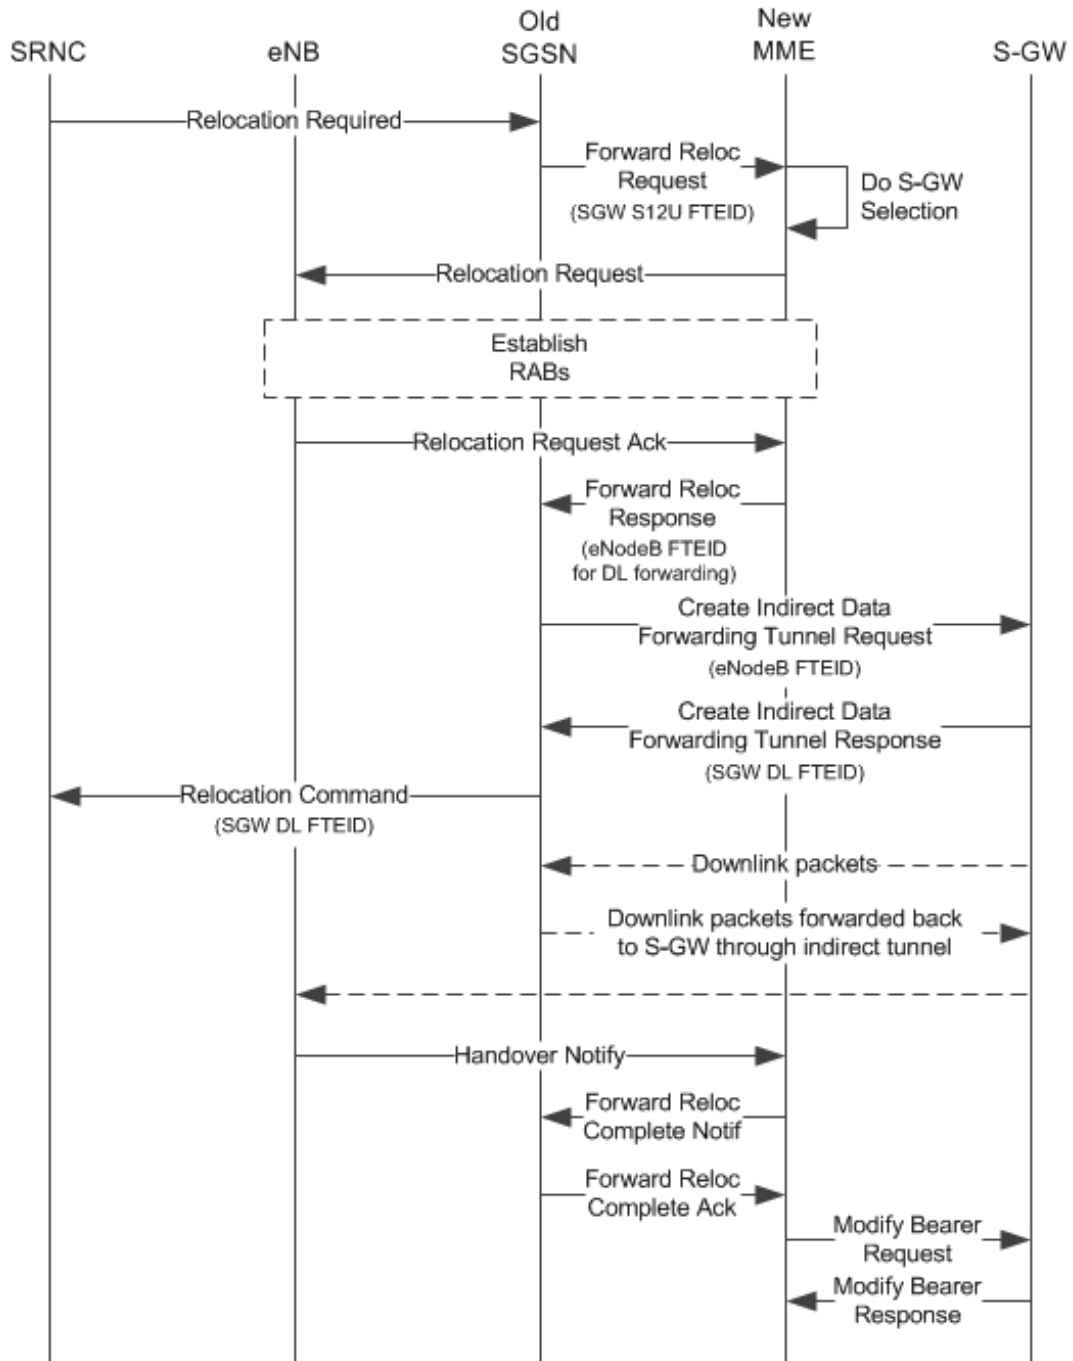 Old
New
SRNC
eNB
SGSN
MME
S-GW
Relocation Required
Forward Reloc
Request
(SGW S12U FTEID)
Do S-GW
Selection
Relocation Request
Establish
RABs
Relocation Request Ack
Forward Reloc
Response
(eNodeB FTEID
for DL forwarding)
Create Indirect Data
Forwarding Tunnel Request
(eNodeB FTEID)
Create Indirect Data
Forwarding Tunnel Response
(SGW DL FTEID)
Relocation Command
(SGW DL FTEID)
Downlink packets
Downlink packets forwarded back
to S-GW through indirect tunnel
Handover Notify
Forward Reloc
Complete Notif
Forward Reloc
Complete Ack
Modify Bearer
Request
Modify Bearer
Response